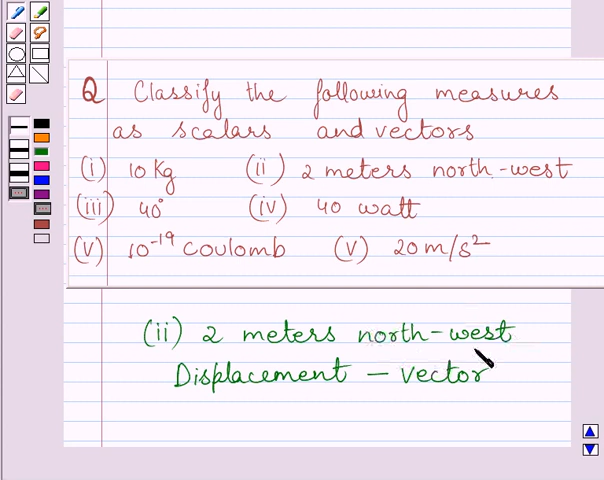 Q Classify the following measures
as scalars and vectors
(i) 10 Kg (ii) 2 meters north-west
(iii) 40° (iv) 40 watt
(v) 10⁻¹⁹ coulomb (v) 20 m/s²
(ii) 2 meters north-west
Displacement - vector